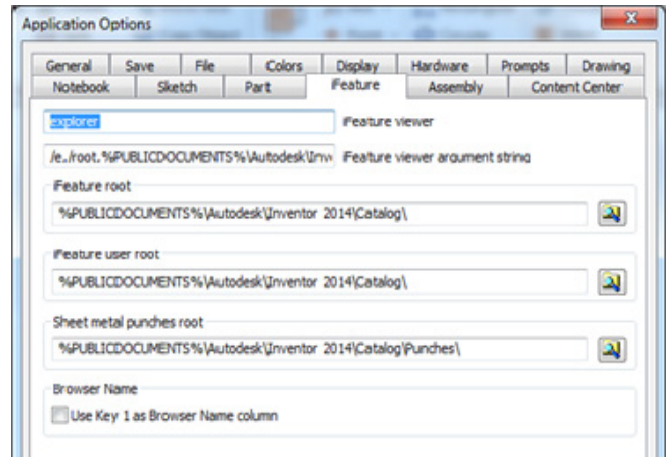 Application Options
General Save File Colors Display Hardware Prompts Drawing
Notebook Sketch Part iFeature Assembly Content Center
explorer iFeature viewer
/e,/root,%PUBLICDOCUMENTS%\Autodesk\Inv iFeature viewer argument string
iFeature root
%PUBLICDOCUMENTS%\Autodesk\Inventor 2014\Catalog\
iFeature user root
%PUBLICDOCUMENTS%\Autodesk\Inventor 2014\Catalog\
Sheet metal punches root
%PUBLICDOCUMENTS%\Autodesk\Inventor 2014\Catalog\Punches\
Browser Name
Use Key 1 as Browser Name column